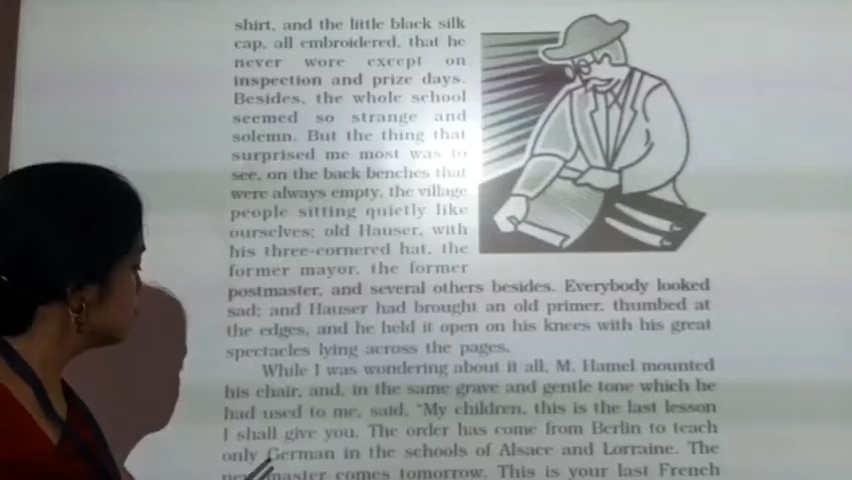 shirt, and the little black silk
cap, all embroidered, that he
never wore except on
inspection and prize days.
Besides, the whole school
seemed so strange and
solemn. But the thing that
surprised me most was to
see, on the back benches that
were always empty, the village
people sitting quietly like
ourselves; old Hauser, with
his three-cornered hat, the
former mayor, the former
postmaster, and several others besides. Everybody looked
sad; and Hauser had brought an old primer, thumbed at
the edges, and he held it open on his knees with his great
spectacles lying across the pages.
While I was wondering about it all, M. Hamel mounted
his chair, and, in the same grave and gentle tone which he
had used to me, said, “My children, this is the last lesson
I shall give you. The order has come from Berlin to teach
only German in the schools of Alsace and Lorraine. The
master comes tomorrow. This is your last French